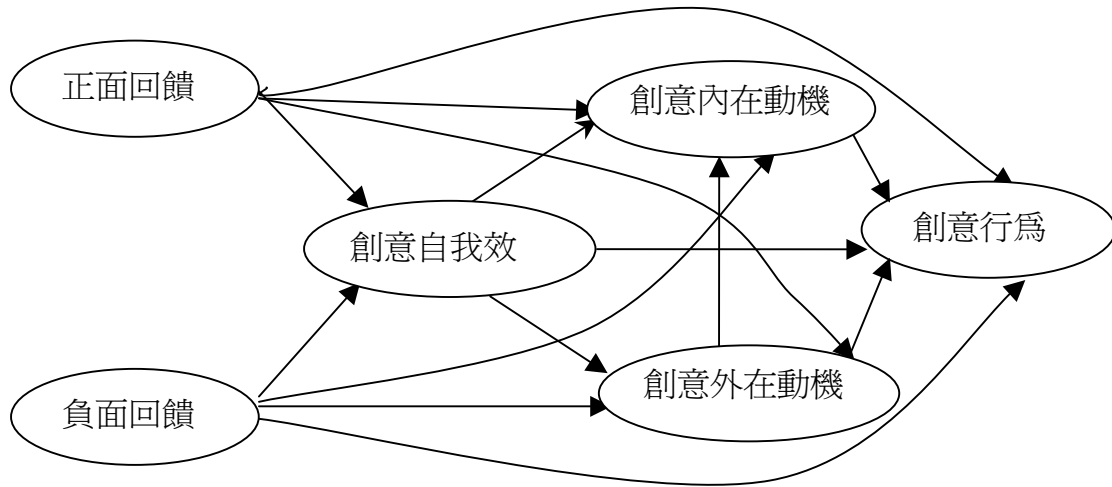 正面回饋
創意內在動機
創意行為
創意自我效
創意外在動機
負面回饋